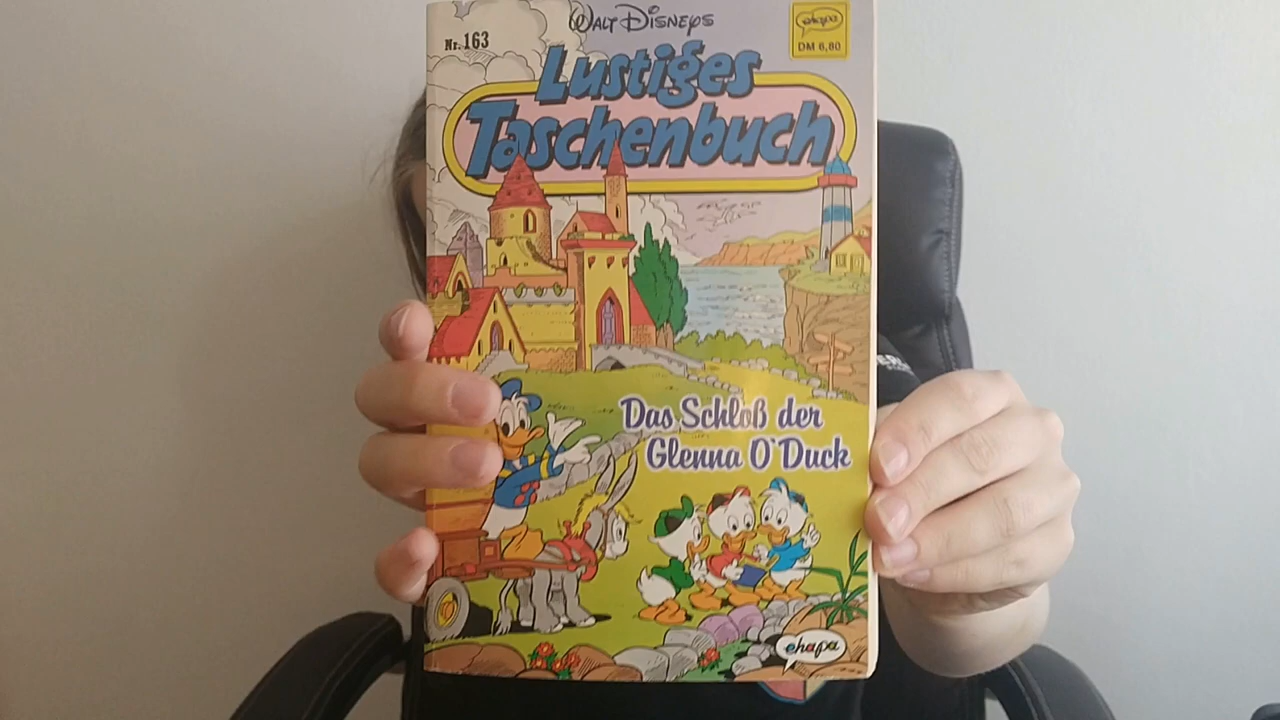 WALT DISNEYS
Nr. 163
ehapa
DM 6,80
Lustiges
Taschenbuch
Das Schloß der
Glenna O'Duck
ehapa